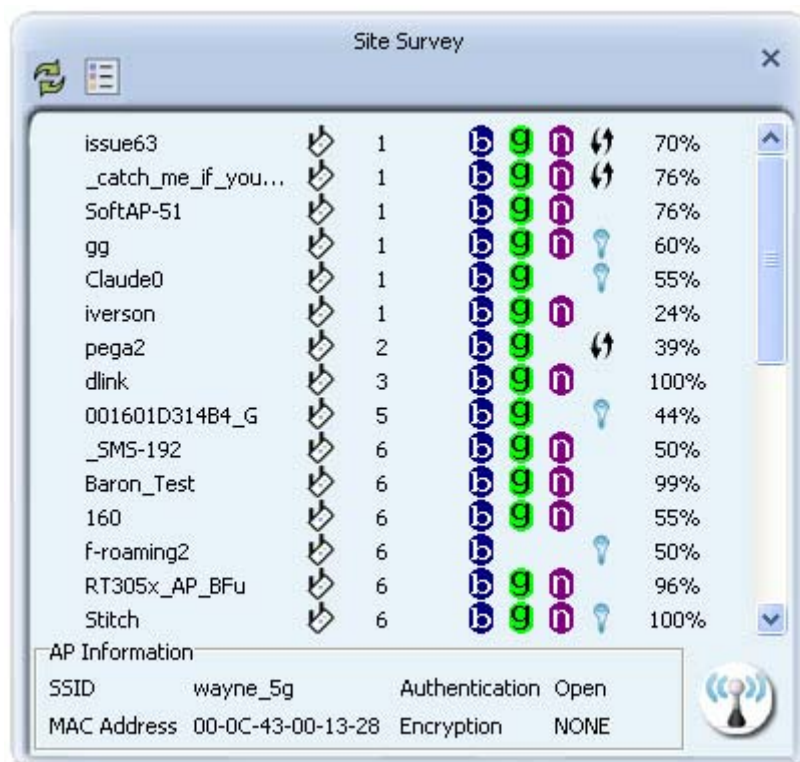 Site Survey
issue63 1 b g n 70%
_catch_me_if_you... 1 b g n 76%
SoftAP-51 1 b g n 76%
gg 1 b g n 60%
Claude0 1 b g 55%
iverson 1 b g n 24%
pega2 2 b g 39%
dlink 3 b g n 100%
001601D314B4_G 5 b g 44%
_SMS-192 6 b g n 50%
Baron_Test 6 b g n 99%
160 6 b g n 55%
f-roaming2 6 b 50%
RT305x_AP_BFu 6 b g n 96%
Stitch 6 b g n 100%
AP Information
SSID wayne_5g Authentication Open
MAC Address 00-0C-43-00-13-28 Encryption NONE